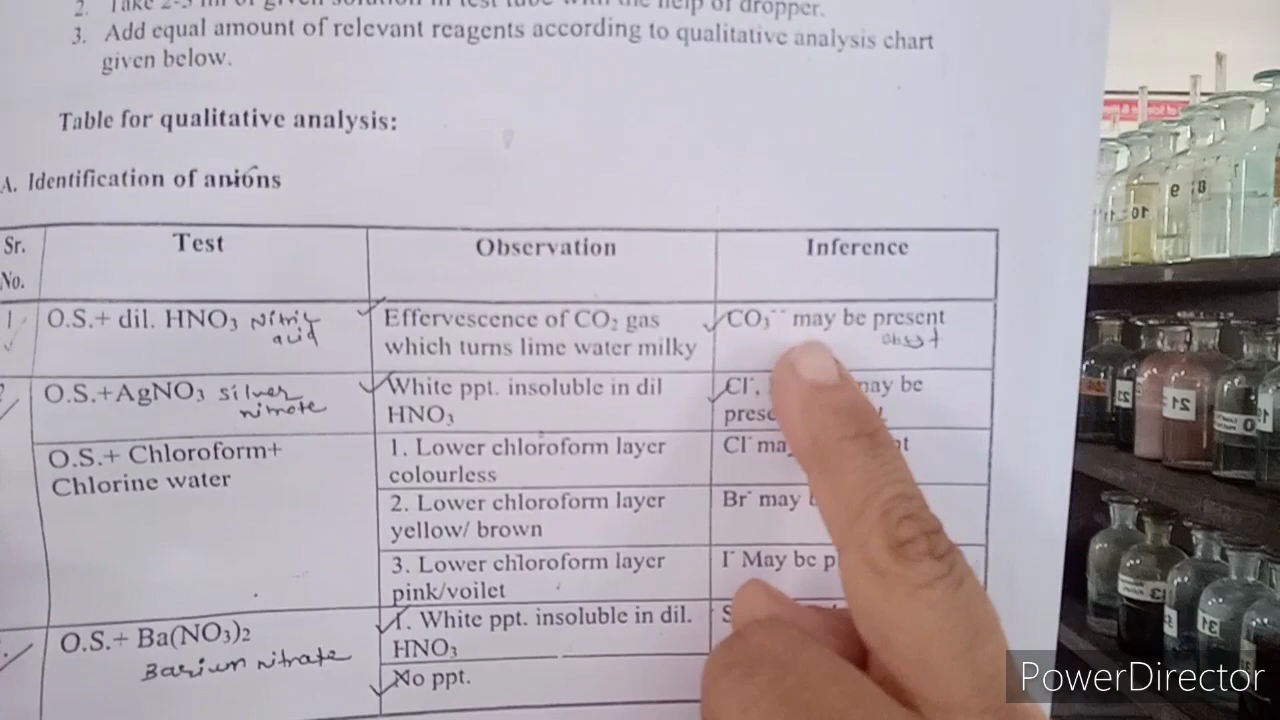 2. Take 2-3 ml of given solution in test tube with the help of dropper.
3. Add equal amount of relevant reagents according to qualitative analysis chart
given below.
Table for qualitative analysis:
A. Identification of anions
Sr.
No.
Test
Observation
Inference
1
O.S.+ dil. HNO₃ Nitric
acid
Effervescence of CO₂ gas
which turns lime water milky
CO₃⁻⁻ may be present
O.S.+AgNO₃ silver
White ppt. insoluble in dil
HNO₃
Cl⁻, may be
O.S.+ Chloroform+
Chlorine water
1. Lower chloroform layer
colourless
Cl⁻
2. Lower chloroform layer
yellow/ brown
Br⁻ may
3. Lower chloroform layer
pink/voilet
I⁻ May be
O.S.+ Ba(NO₃)₂
Barium nitrate
1. White ppt. insoluble in dil.
HNO₃
No ppt.
PowerDirector